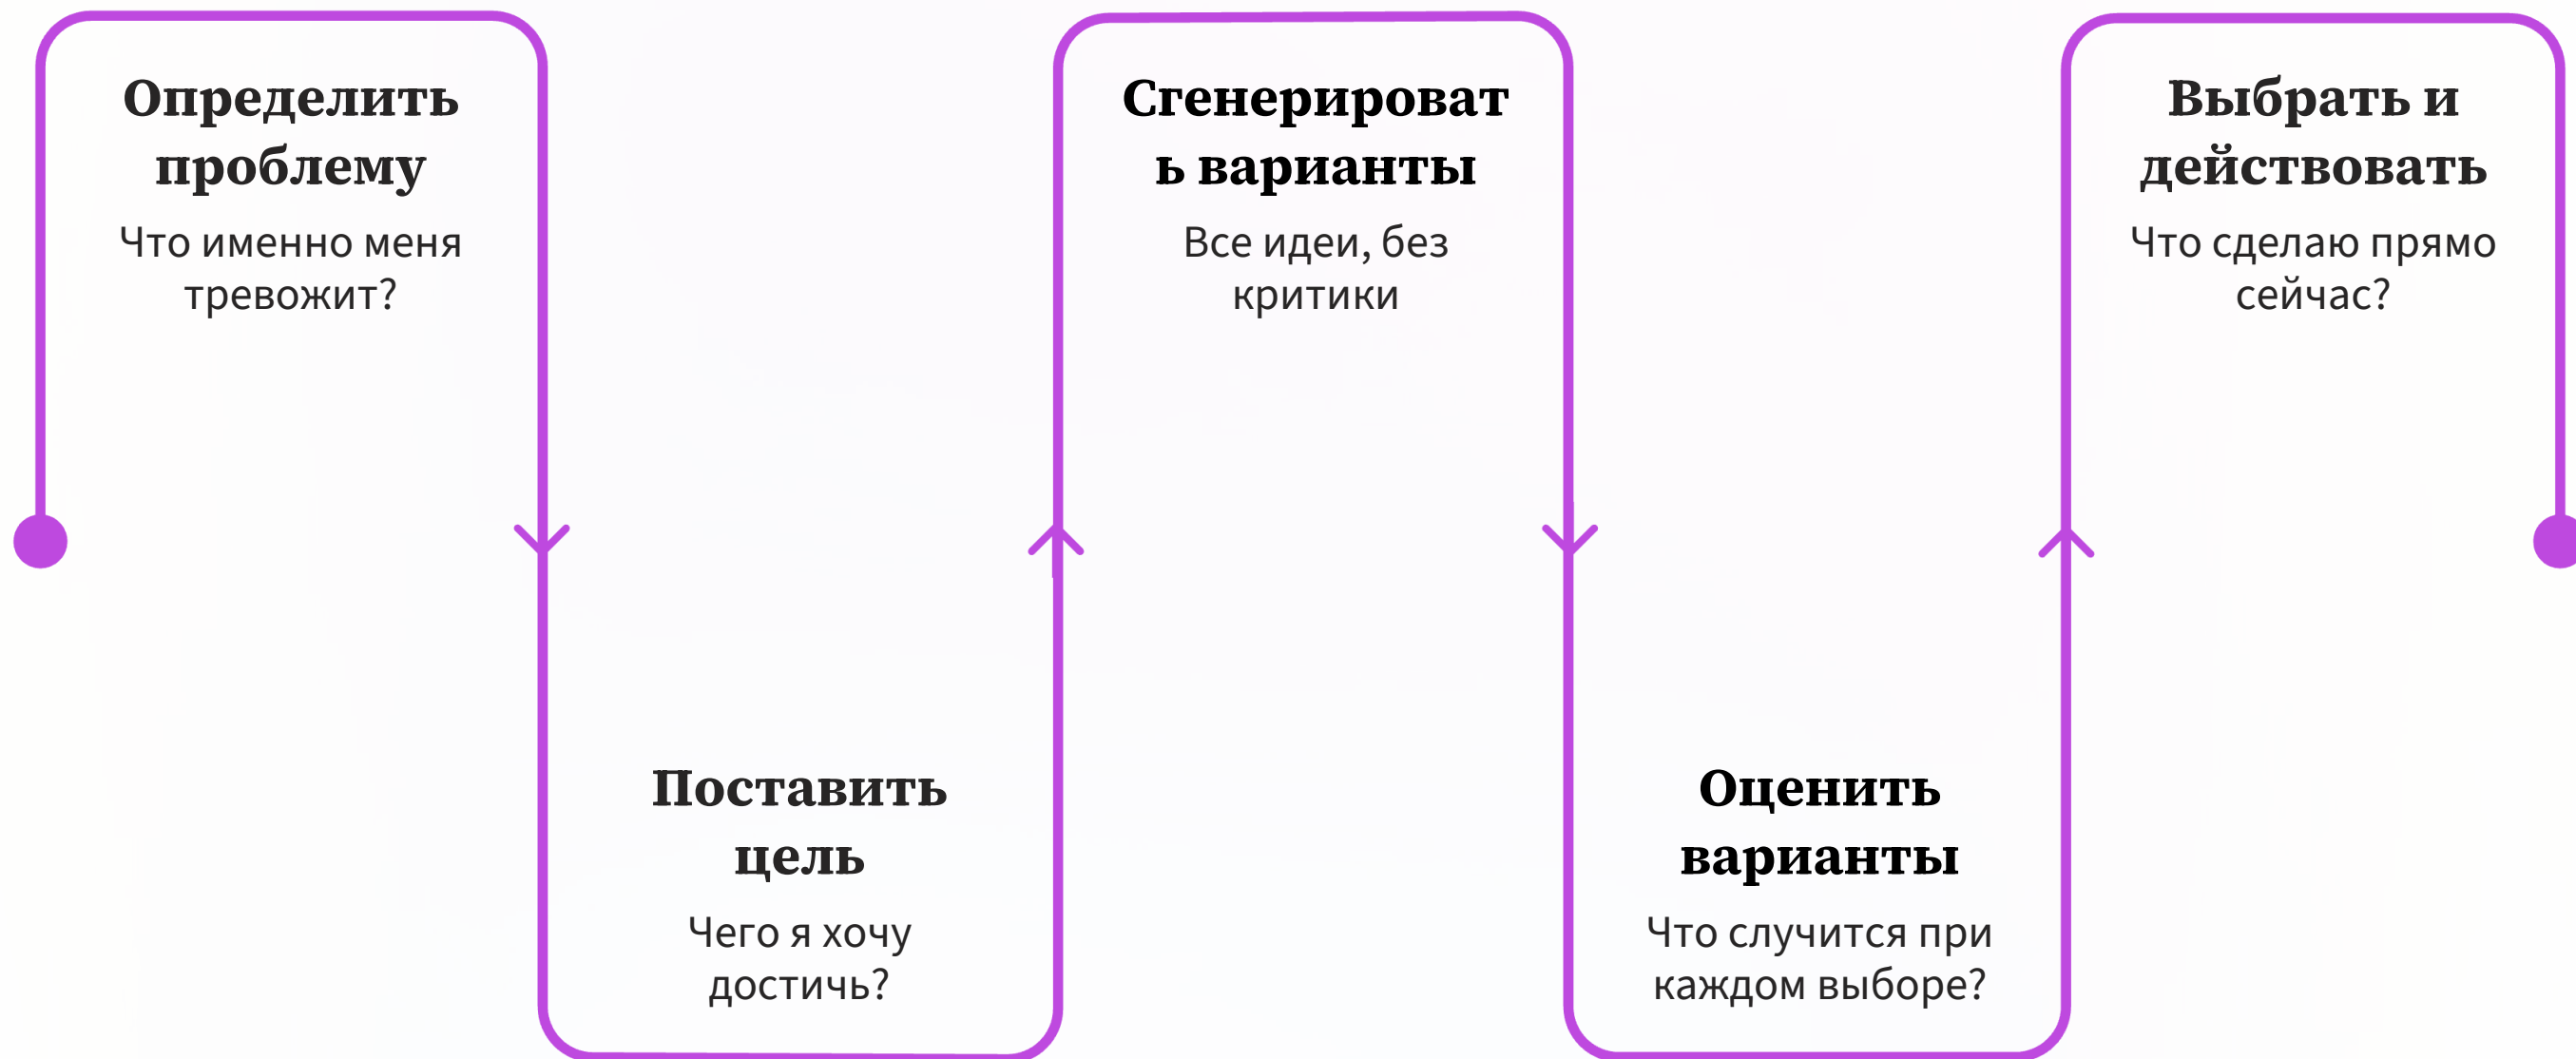 Определить
проблему
Что именно меня
тревожит?
Поставить
цель
Чего я хочу
достичь?
Сгенерироват
ь варианты
Все идеи, без
критики
Оценить
варианты
Что случится при
каждом выборе?
Выбрать и
действовать
Что сделаю прямо
сейчас?